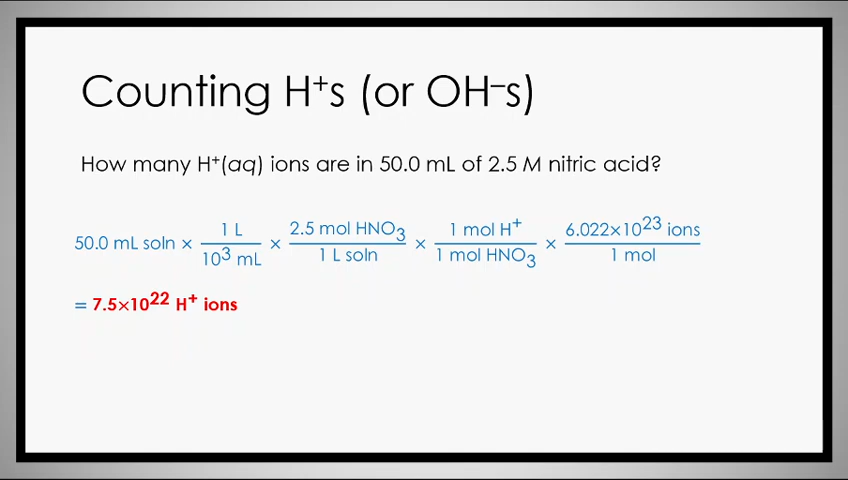 Counting H⁺s (or OH⁻s)
How many H⁺(aq) ions are in 50.0 mL of 2.5 M nitric acid?
50.0 mL soln × 1 L / 10³ mL × 2.5 mol HNO₃ / 1 L soln × 1 mol H⁺ / 1 mol HNO₃ × 6.022×10²³ ions / 1 mol
= 7.5×10²² H⁺ ions